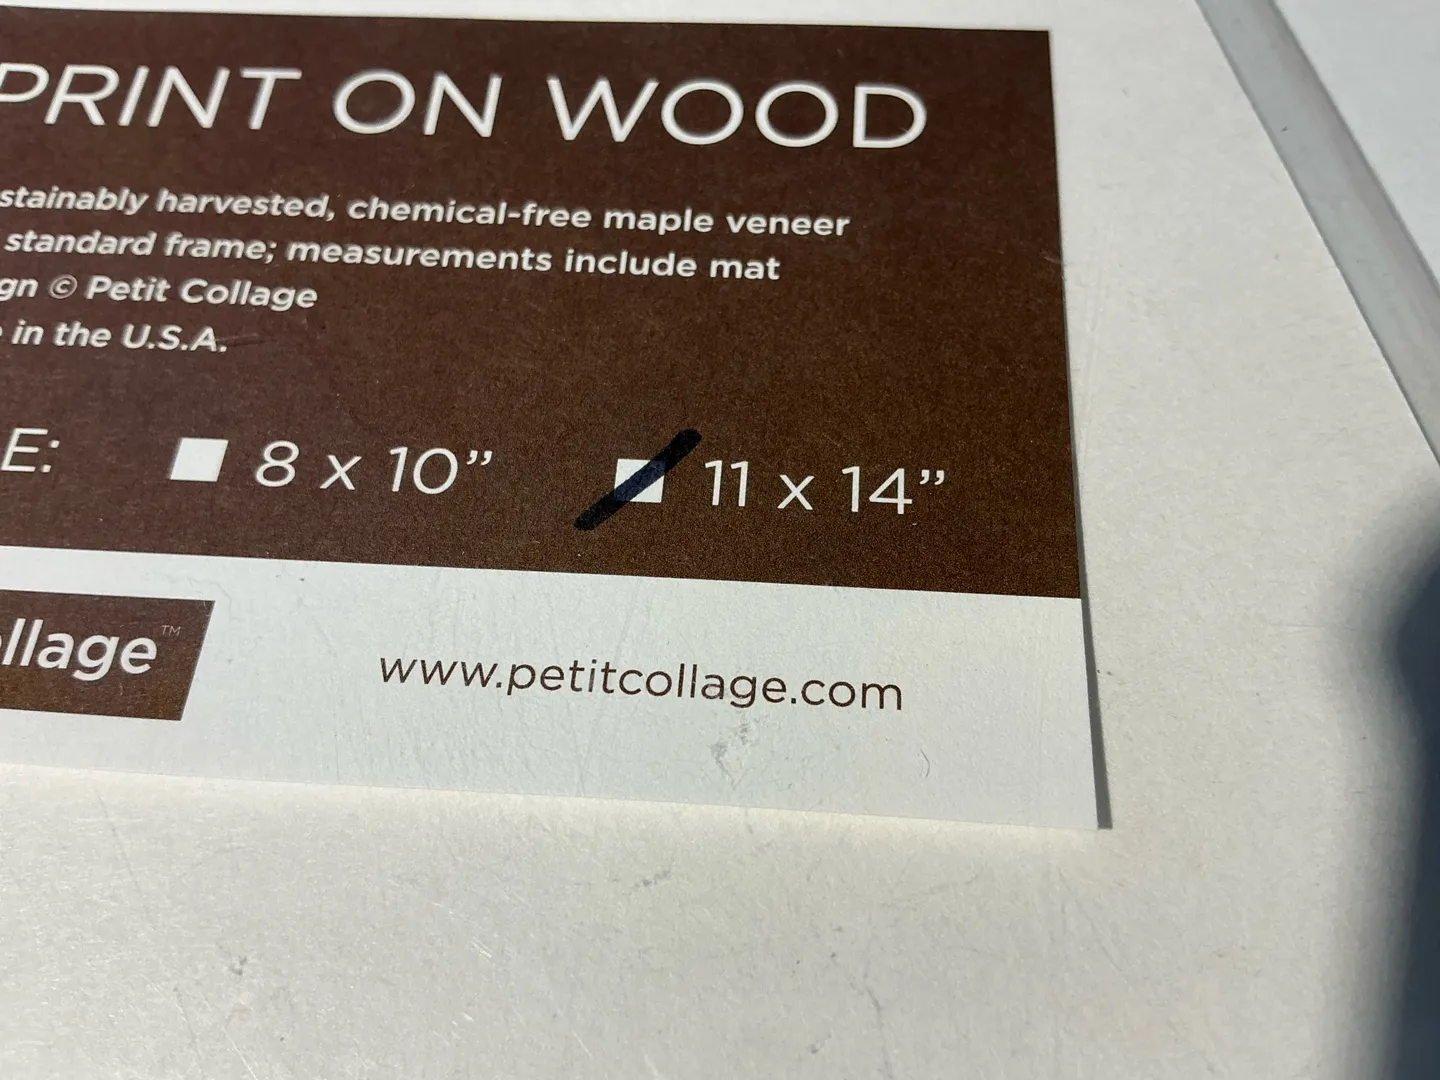 PRINT ON WOOD
stainably harvested, chemical-free maple veneer
standard frame; measurements include mat
gn © Petit Collage
in the U.S.A.
E: 8 x 10” 11 x 14”
ollage™
www.petitcollage.com